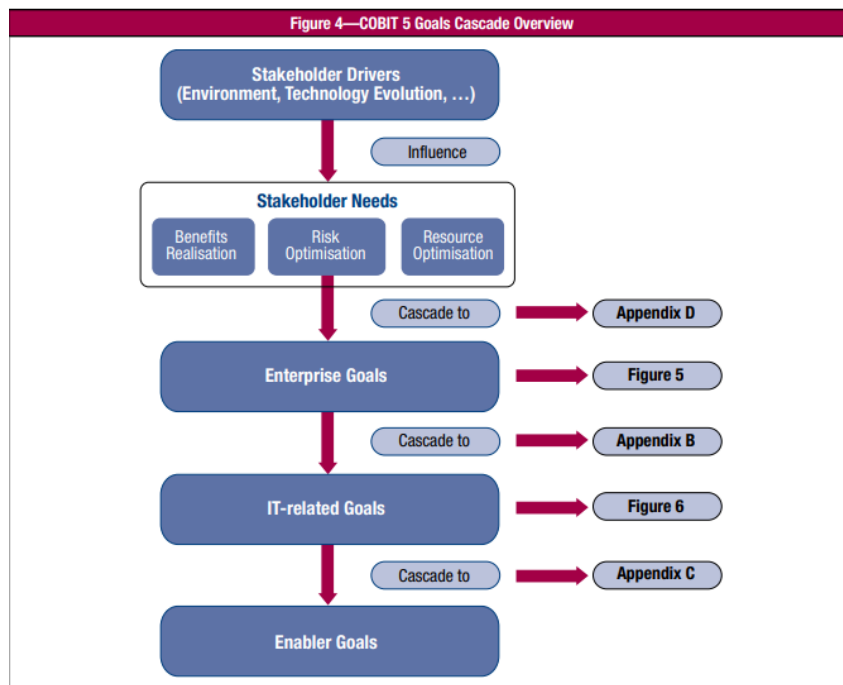 Figure 4—COBIT 5 Goals Cascade Overview
Stakeholder Drivers
(Environment, Technology Evolution, …)
Influence
Stakeholder Needs
Benefits
Realisation
Risk
Optimisation
Resource
Optimisation
Cascade to
Appendix D
Enterprise Goals
Figure 5
Cascade to
Appendix B
IT-related Goals
Figure 6
Cascade to
Appendix C
Enabler Goals